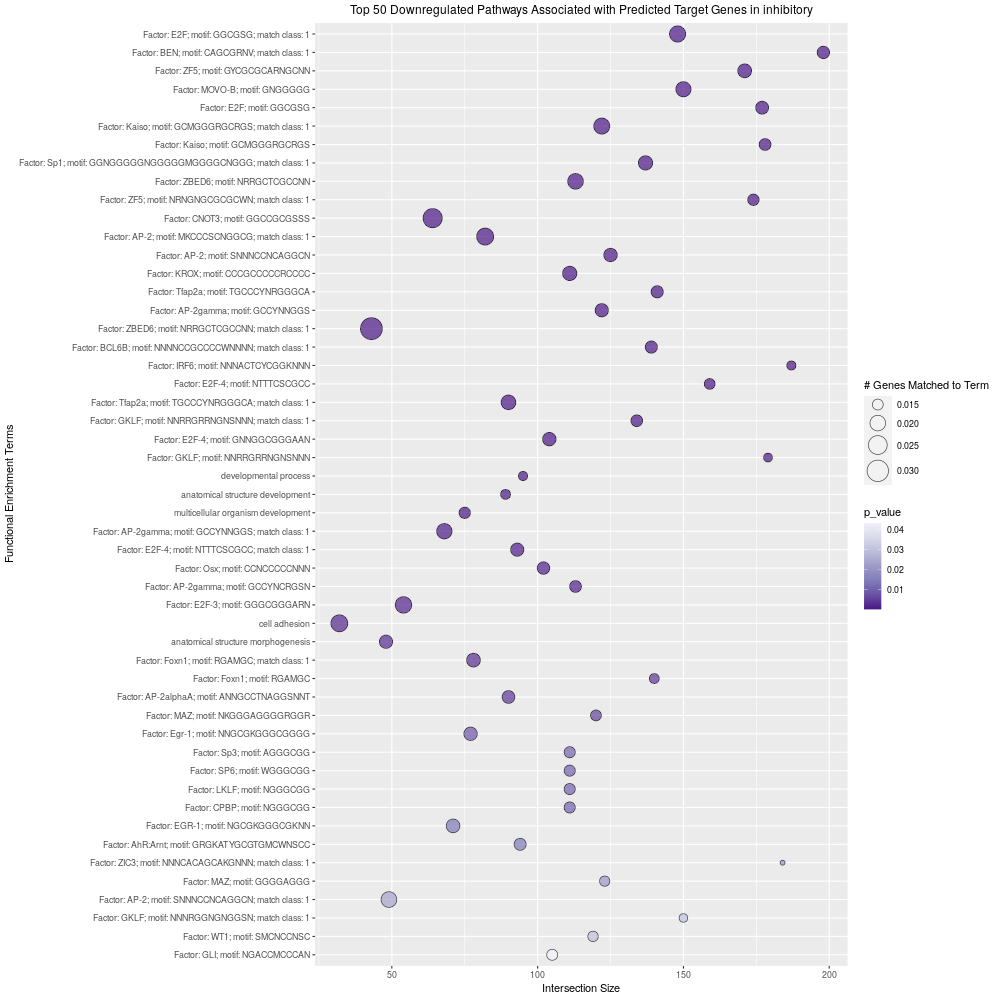 Top 50 Downregulated Pathways Associated with Predicted Target Genes in inhibitory
Functional Enrichment Terms
Factor: E2F; motif: GGCGSG; match class: 1
Factor: BEN; motif: CAGCGRNV; match class: 1
Factor: ZF5; motif: GYCGCGCARNGCNN
Factor: MOVO-B; motif: GNGGGGG
Factor: E2F; motif: GGCGSG
Factor: Kaiso; motif: GCMGGGRGCRGS; match class: 1
Factor: Kaiso; motif: GCMGGGRGCRGS
Factor: Sp1; motif: GGNGGGGGNGGGGGMGGGGCNGGG; match class: 1
Factor: ZBED6; motif: NRRGCTCGCCNN
Factor: ZF5; motif: NRNGNGCGCGCWN; match class: 1
Factor: CNOT3; motif: GGCCGCGSSS
Factor: AP-2; motif: MKCCCSCNGGCG; match class: 1
Factor: AP-2; motif: SNNNCCNCAGGCN
Factor: KROX; motif: CCCGCCCCCRCCCC
Factor: Tfap2a; motif: TGCCCYNRGGGCA
Factor: AP-2gamma; motif: GCCYNNGGS
Factor: ZBED6; motif: NRRGCTCGCCNN; match class: 1
Factor: BCL6B; motif: NNNNCCGCCCCWNNNN; match class: 1
Factor: IRF6; motif: NNNACTCYCGGKNNN
Factor: E2F-4; motif: NTTTCSCGCC
Factor: Tfap2a; motif: TGCCCYNRGGGCA; match class: 1
Factor: GKLF; motif: NNRRGRRNGNSNNN; match class: 1
Factor: E2F-4; motif: GNNGGCGGGAAN
Factor: GKLF; motif: NNRRGRRNGNSNNN
developmental process
anatomical structure development
multicellular organism development
Factor: AP-2gamma; motif: GCCYNNGGS; match class: 1
Factor: E2F-4; motif: NTTTCSCGCC; match class: 1
Factor: Osx; motif: CCNCCCCCNNN
Factor: AP-2gamma; motif: GCCYNCRGSN
Factor: E2F-3; motif: GGGCGGGARN
cell adhesion
anatomical structure morphogenesis
Factor: Foxn1; motif: RGAMGC; match class: 1
Factor: Foxn1; motif: RGAMGC
Factor: AP-2alphaA; motif: ANNGCCTNAGGSNNT
Factor: MAZ; motif: NKGGGAGGGGRGGR
Factor: Egr-1; motif: NNGCGKGGGCGGGG
Factor: Sp3; motif: AGGGCGG
Factor: SP6; motif: WGGGCGG
Factor: LKLF; motif: NGGGCGG
Factor: CPBP; motif: NGGGCGG
Factor: EGR-1; motif: NGCGKGGGCGKNN
Factor: AhR:Arnt; motif: GRGKATYGCGTGMCWNSCC
Factor: ZIC3; motif: NNNCACAGCAKGNNN; match class: 1
Factor: MAZ; motif: GGGGAGGG
Factor: AP-2; motif: SNNNCCNCAGGCN; match class: 1
Factor: GKLF; motif: NNNRGGNGNGGSN; match class: 1
Factor: WT1; motif: SMCNCCNSC
Factor: GLI; motif: NGACCMCCCAN
50 100 150 200
Intersection Size
# Genes Matched to Term
0.015
0.020
0.025
0.030
p_value
0.04
0.03
0.02
0.01